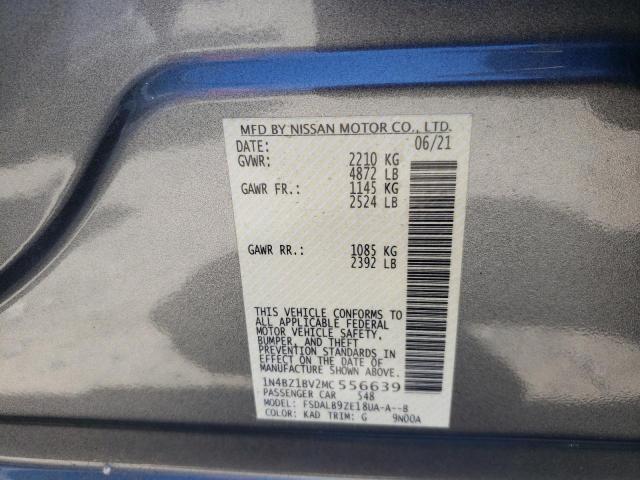 MFD BY NISSAN MOTOR CO., LTD.
DATE: 06/21
GVWR: 2210 KG
4872 LB
GAWR FR.: 1145 KG
2524 LB
GAWR RR.: 1085 KG
2392 LB
THIS VEHICLE CONFORMS TO
ALL APPLICABLE FEDERAL
MOTOR VEHICLE SAFETY,
BUMPER, AND THEFT
PREVENTION STANDARDS IN
EFFECT ON THE DATE OF
MANUFACTURE SHOWN ABOVE.
1N4BZ1BV2MC 556639
PASSENGER CAR 548
MODEL: FSDALB9ZE18UA-A--B
COLOR: KAD TRIM: G 9N00A